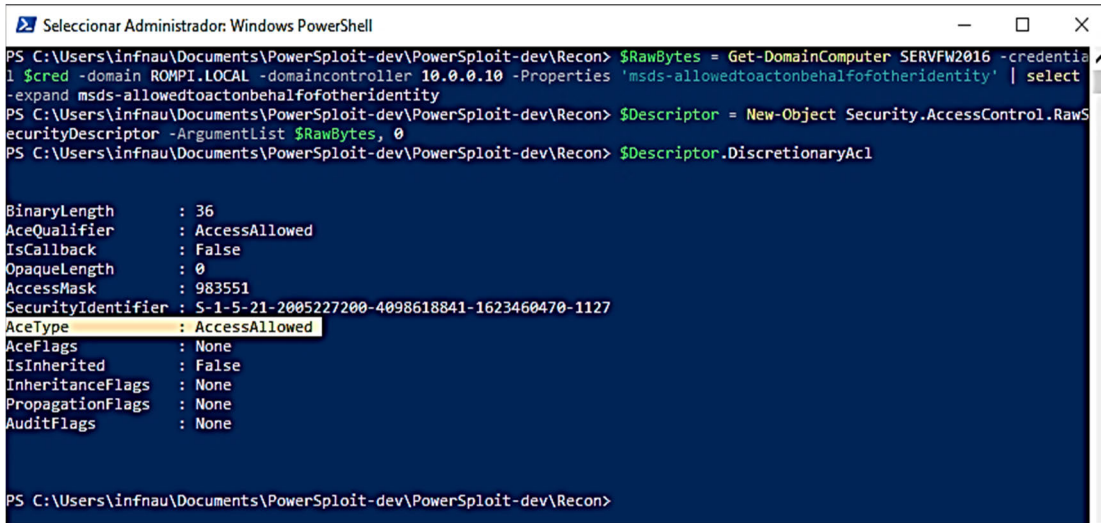 Seleccionar Administrador: Windows PowerShell
PS C:\Users\infnau\Documents\PowerSploit-dev\PowerSploit-dev\Recon> $RawBytes = Get-DomainComputer SERVFW2016 -credentia
l $cred -domain ROMPI.LOCAL -domaincontroller 10.0.0.10 -Properties 'msds-allowedtoactonbehalfofotheridentity' | select
-expand msds-allowedtoactonbehalfofotheridentity
PS C:\Users\infnau\Documents\PowerSploit-dev\PowerSploit-dev\Recon> $Descriptor = New-Object Security.AccessControl.RawS
ecurityDescriptor -ArgumentList $RawBytes, 0
PS C:\Users\infnau\Documents\PowerSploit-dev\PowerSploit-dev\Recon> $Descriptor.DiscretionaryAcl
BinaryLength : 36
AceQualifier : AccessAllowed
IsCallback : False
OpaqueLength : 0
AccessMask : 983551
SecurityIdentifier : S-1-5-21-2005227200-4098618841-1623460470-1127
AceType : AccessAllowed
AceFlags : None
IsInherited : False
InheritanceFlags : None
PropagationFlags : None
AuditFlags : None
PS C:\Users\infnau\Documents\PowerSploit-dev\PowerSploit-dev\Recon>